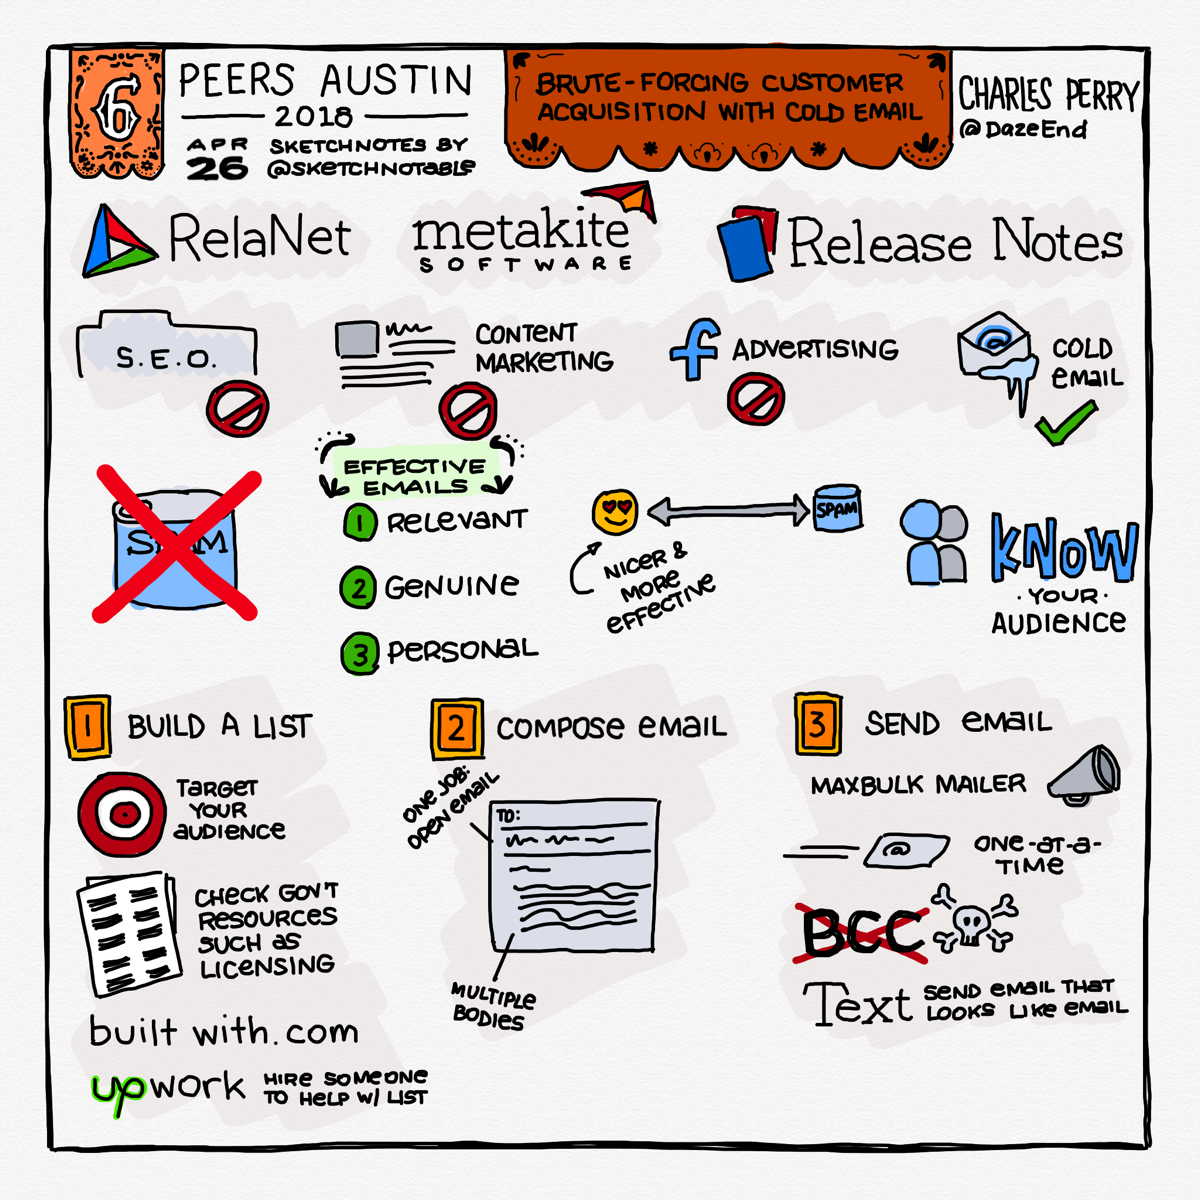 6
PEERS AUSTIN
2018
APR
26
SKETCHNOTES BY
@SKETCHNOTABLE
BRUTE-FORCING CUSTOMER
ACQUISITION WITH COLD EMAIL
CHARLES PERRY
@DazeEnd
RelaNet
metakite
SOFTWARE
Release Notes
S.E.O.
CONTENT
MARKETING
f ADVERTISING
@
COLD
EMAIL
SPAM
EFFECTIVE
EMAILS
1 RELEVANT
2 GENUINE
3 PERSONAL
SPAM
NICER &
MORE
EFFECTIVE
KNOW
·YOUR·
AUDIENCE
1 BUILD A LIST
TARGET
YOUR
AUDIENCE
CHECK GOV'T
RESOURCES
SUCH AS
LICENSING
built with.com
upwork
HIRE SOMEONE
TO HELP W/ LIST
2 COMPOSE EMAIL
ONE JOB:
OPEN EMAIL
TO:
MULTIPLE
BODIES
3 SEND EMAIL
MAXBULK MAILER
@
ONE-AT-A-
TIME
BCC
Text
SEND EMAIL THAT
LOOKS LIKE EMAIL